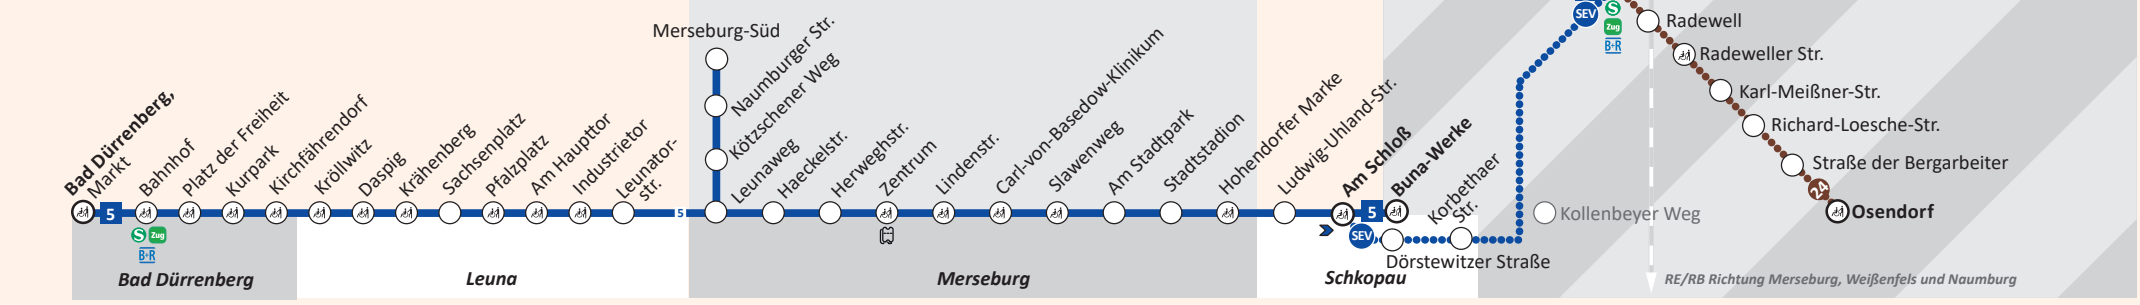 SEV
S
Zug
B+R
Radewell
Radeweller Str.
Karl-Meißner-Str.
Richard-Loesche-Str.
Straße der Bergarbeiter
24
Osendorf
Kollenbeyer Weg
RE/RB Richtung Merseburg, Weißenfels und Naumburg
Merseburg-Süd
Naumburger Str.
Kötzschener Weg
Bad Dürrenberg,
Markt
5
Bahnhof
Platz der Freiheit
Kurpark
Kirchfährendorf
Kröllwitz
Daspig
Krähenberg
Sachsenplatz
Pfalzplatz
Am Haupttor
Industrietor
Leunator-
str.
5
Leunaweg
Haeckelstr.
Herweghstr.
Zentrum
Lindenstr.
Carl-von-Basedow-Klinikum
Slawenweg
Am Stadtpark
Stadtstadion
Hohendorfer Marke
Ludwig-Uhland-Str.
Am Schloß
5
Buna-Werke
SEV
Korbethaer
Str.
Dörstewitzer Straße
S
Zug
B+R
Bad Dürrenberg
Leuna
Merseburg
Schkopau